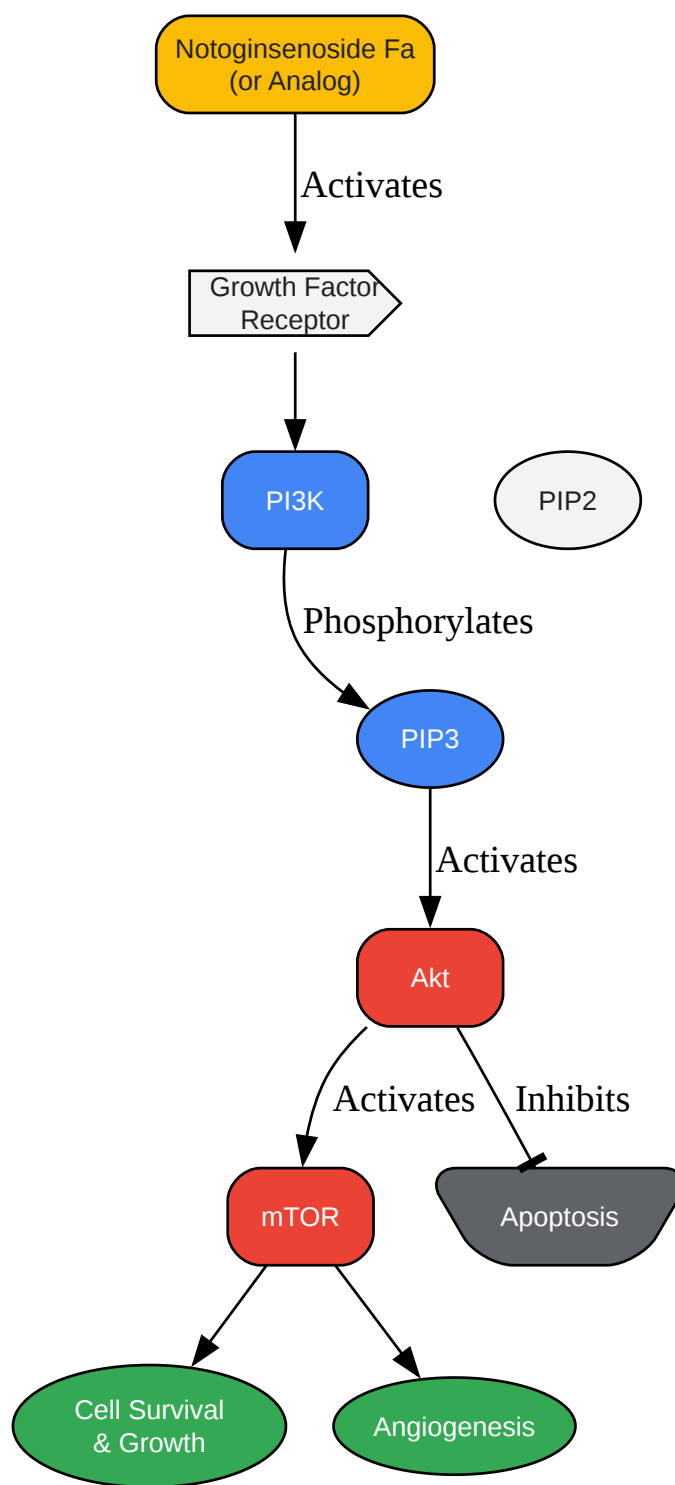 Notoginsenoside Fa
(or Analog)
Activates
Growth Factor
Receptor
PI3K
PIP2
Phosphorylates
PIP3
Activates
Akt
Activates
Inhibits
mTOR
Apoptosis
Cell Survival
& Growth
Angiogenesis